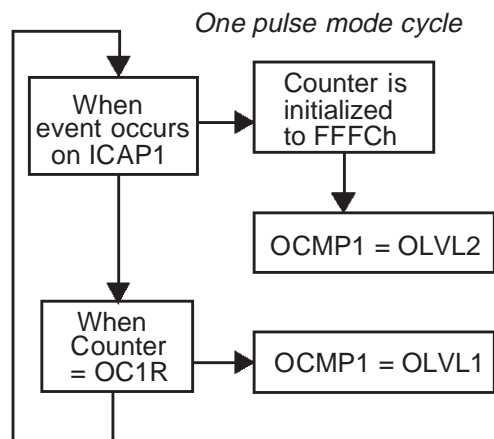 One pulse mode cycle
When
event occurs
on ICAP1
Counter is
initialized
to FFFCh
OCMP1 = OLVL2
When
Counter
= OC1R
OCMP1 = OLVL1